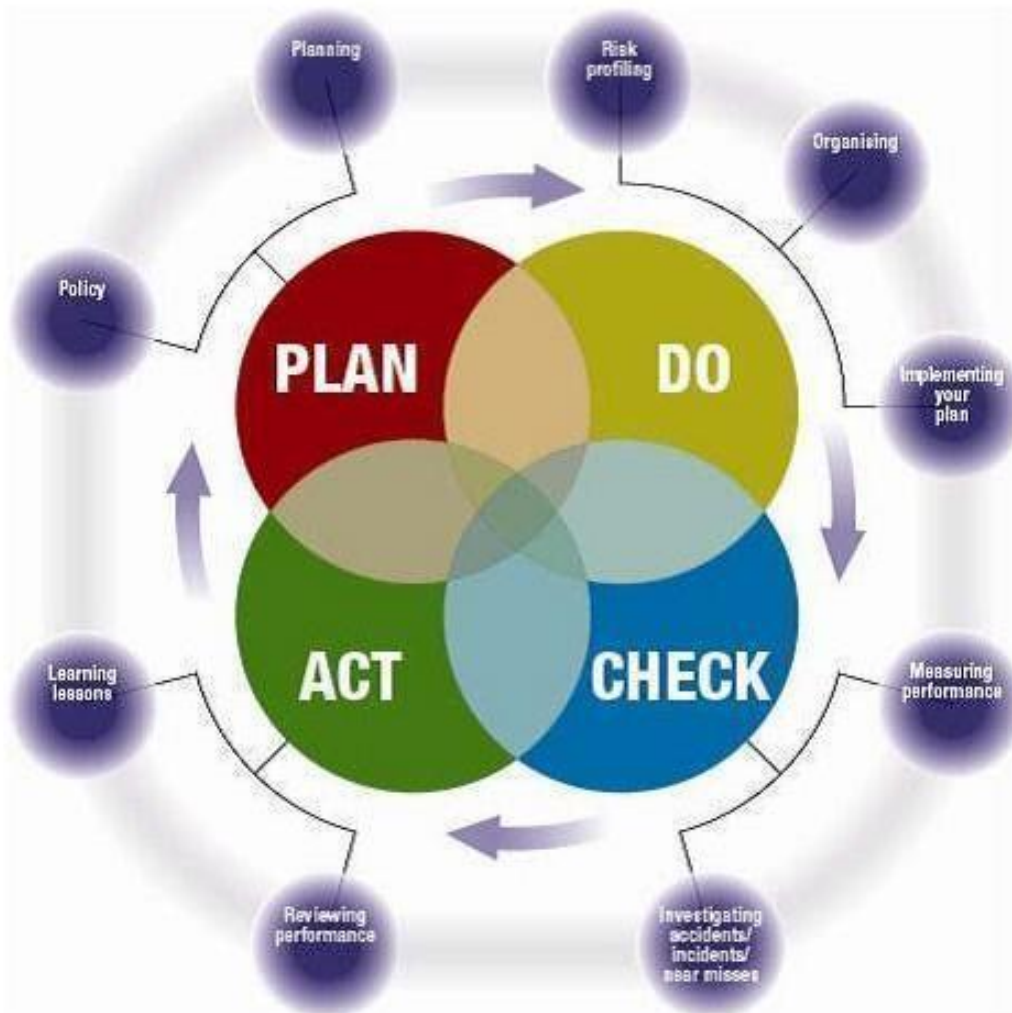 Planning
Risk
profiling
Organising
Policy
PLAN
DO
Implementing
your
plan
Learning
lessons
ACT
CHECK
Measuring
performance
Reviewing
performance
Investigating
accidents/
incidents/
near misses